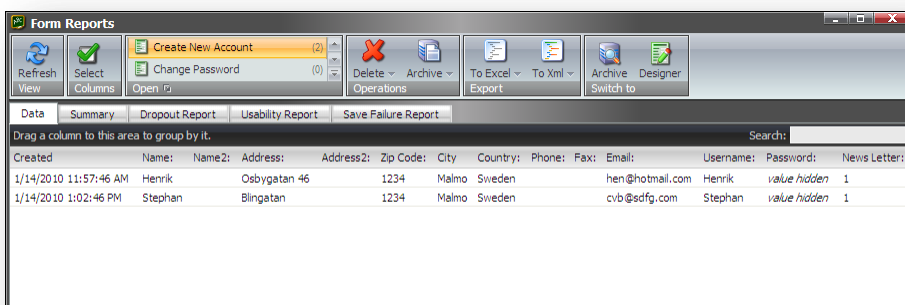 Form Reports
Refresh
View
Select
Columns
Create New Account (2)
Change Password (0)
Open
Delete Archive
Operations
To Excel To Xml
Export
Archive Designer
Switch to
Data Summary Dropout Report Usability Report Save Failure Report
Drag a column to this area to group by it. Search:
Created Name: Name2: Address: Address2: Zip Code: City Country: Phone: Fax: Email: Username: Password: News Letter:
1/14/2010 11:57:46 AM Henrik Osbygatan 46 1234 Malmo Sweden hen@hotmail.com Henrik value hidden 1
1/14/2010 1:02:46 PM Stephan Blingatan 1234 Malmo Sweden cvb@sdfg.com Stephan value hidden 1